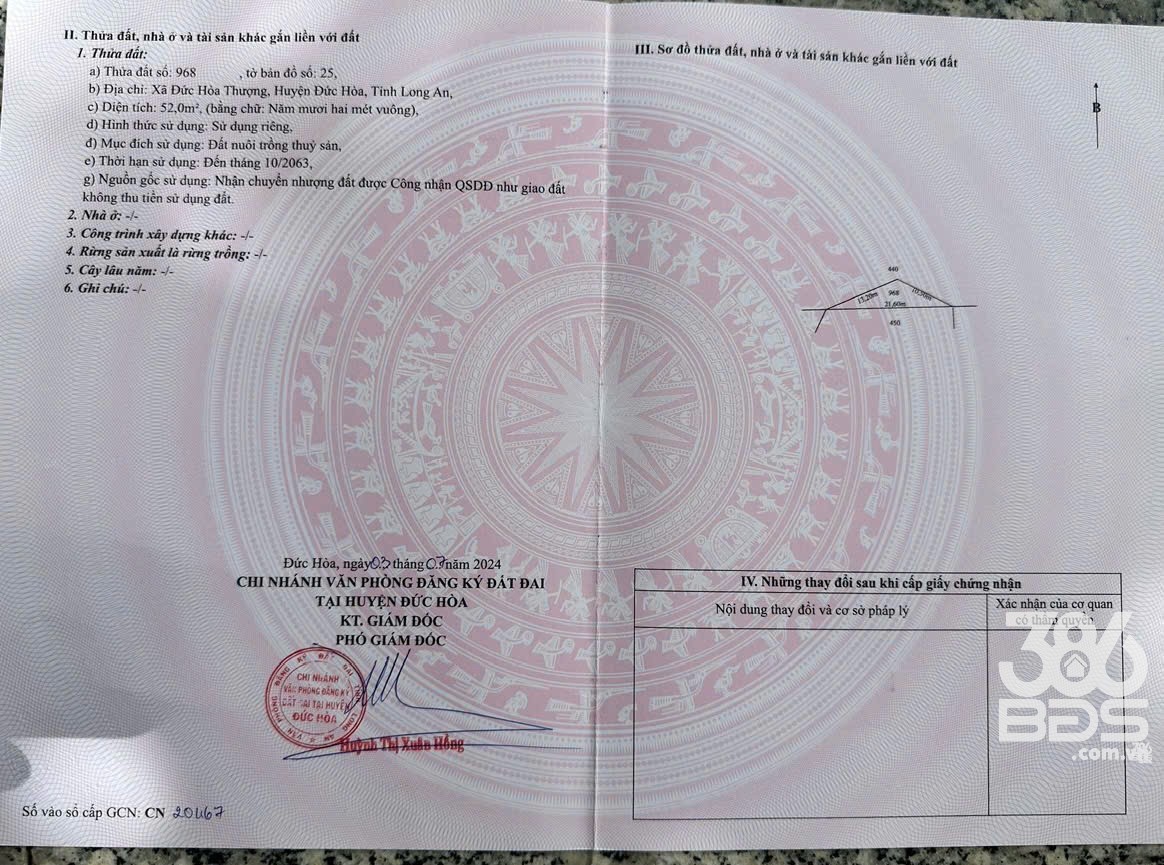 II. Thửa đất, nhà ở và tài sản khác gắn liền với đất
1. Thửa đất:
a) Thửa đất số: 968 , tờ bản đồ số: 25,
b) Địa chỉ: Xã Đức Hòa Thượng, Huyện Đức Hòa, Tỉnh Long An,
c) Diện tích: 52,0m², (bằng chữ: Năm mươi hai mét vuông),
d) Hình thức sử dụng: Sử dụng riêng,
đ) Mục đích sử dụng: Đất nuôi trồng thuỷ sản,
e) Thời hạn sử dụng: Đến tháng 10/2063,
g) Nguồn gốc sử dụng: Nhận chuyển nhượng đất được Công nhận QSDĐ như giao đất
không thu tiền sử dụng đất.
2. Nhà ở: -/-
3. Công trình xây dựng khác: -/-
4. Rừng sản xuất là rừng trồng: -/-
5. Cây lâu năm: -/-
6. Ghi chú: -/-
Đức Hòa, ngày 03 tháng 07 năm 2024
CHI NHÁNH VĂN PHÒNG ĐĂNG KÝ ĐẤT ĐAI
TẠI HUYỆN ĐỨC HÒA
KT. GIÁM ĐỐC
PHÓ GIÁM ĐỐC
CHI NHÁNH
VĂN PHÒNG ĐĂNG KÝ
ĐẤT ĐAI TẠI HUYỆN
ĐỨC HÒA
Huỳnh Thị Xuân Hồng
Số vào sổ cấp GCN: CN 20467
III. Sơ đồ thửa đất, nhà ở và tài sản khác gắn liền với đất
B
440
13,20m 968
21,60m
450
IV. Những thay đổi sau khi cấp giấy chứng nhận
Nội dung thay đổi và cơ sở pháp lý
Xác nhận của cơ quan
có thẩm quyền
386
BĐS
.com.vn